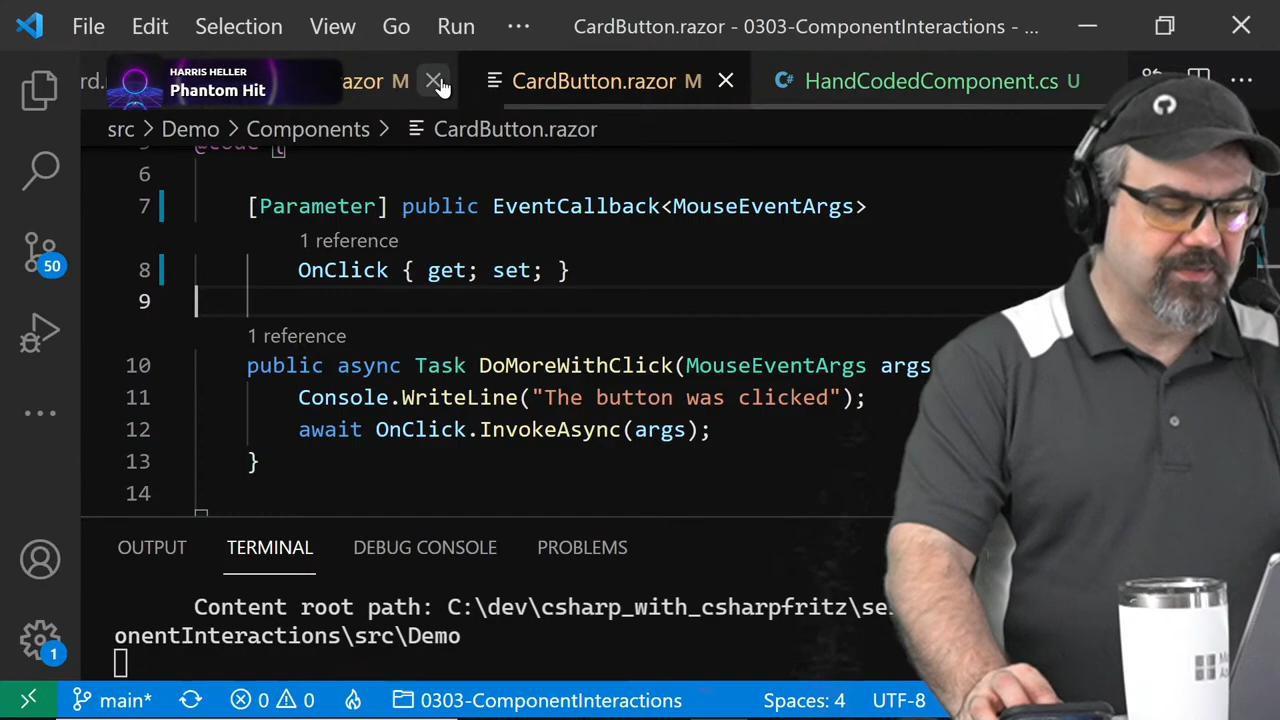 File Edit Selection View Go Run ··· CardButton.razor - 0303-ComponentInteractions - ...
rd. HARRIS HELLER
Phantom Hit
azor M CardButton.razor M HandCodedComponent.cs U
src > Demo > Components > CardButton.razor
@code {
6
7 [Parameter] public EventCallback<MouseEventArgs>
1 reference
8 OnClick { get; set; }
9
1 reference
10 public async Task DoMoreWithClick(MouseEventArgs args
11 Console.WriteLine("The button was clicked");
12 await OnClick.InvokeAsync(args);
13 }
14
50
OUTPUT TERMINAL DEBUG CONSOLE PROBLEMS
Content root path: C:\dev\csharp_with_csharpfritz\se
onentInteractions\src\Demo
1
main* 0 0 0303-ComponentInteractions Spaces: 4 UTF-8